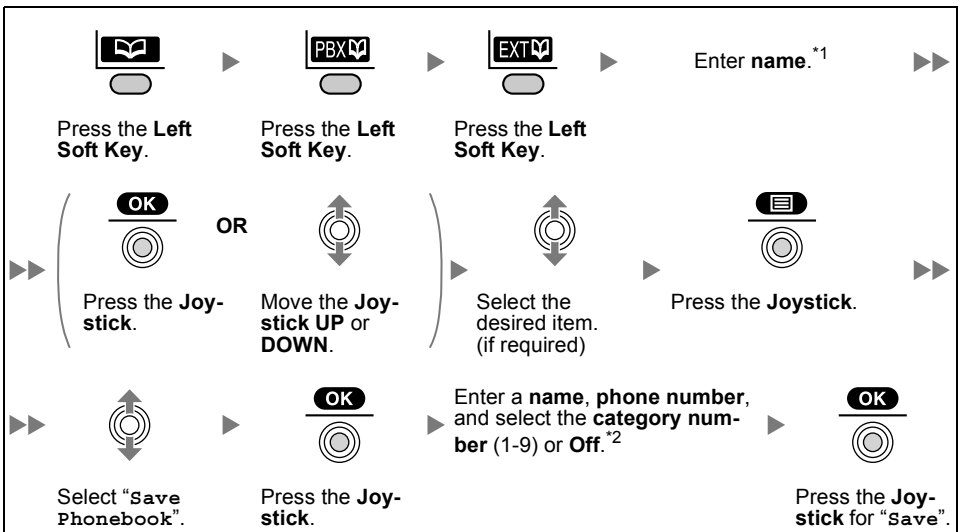 PBX
EXT
Enter name.*1
Press the Left
Soft Key.
Press the Left
Soft Key.
Press the Left
Soft Key.
OK
OR
Press the Joy-
stick.
Move the Joy-
stick UP or
DOWN.
Select the
desired item.
(if required)
Press the Joystick.
Select “Save
Phonebook”.
OK
Press the Joy-
stick.
Enter a name, phone number,
and select the category num-
ber (1-9) or Off.*2
OK
Press the Joy-
stick for “Save”.